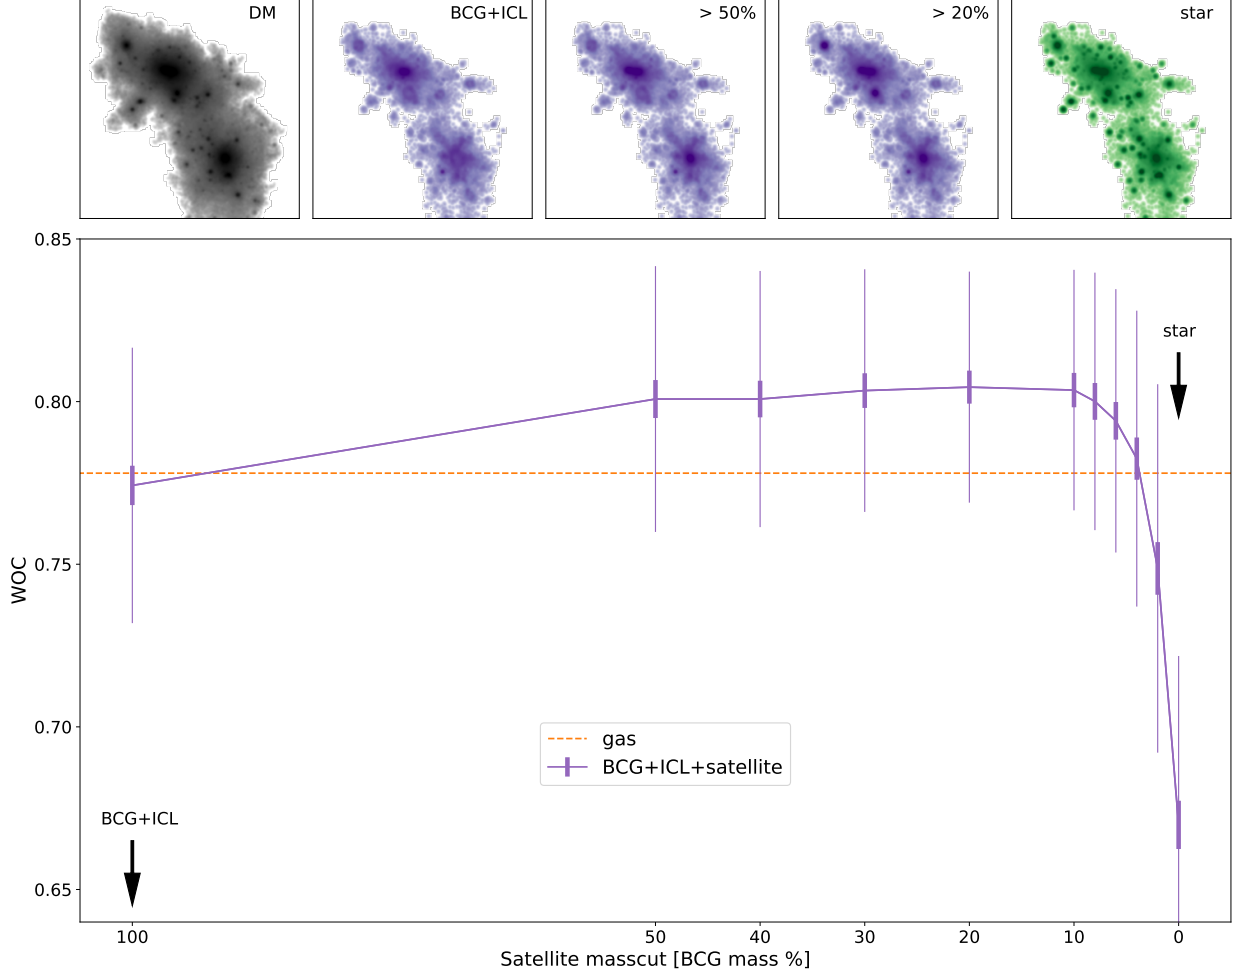 DM
BCG+ICL
> 50%
> 20%
star
0.85
0.80
0.75
0.70
0.65
WOC
star
gas
BCG+ICL+satellite
BCG+ICL
100
50
40
30
20
10
0
Satellite masscut [BCG mass %]